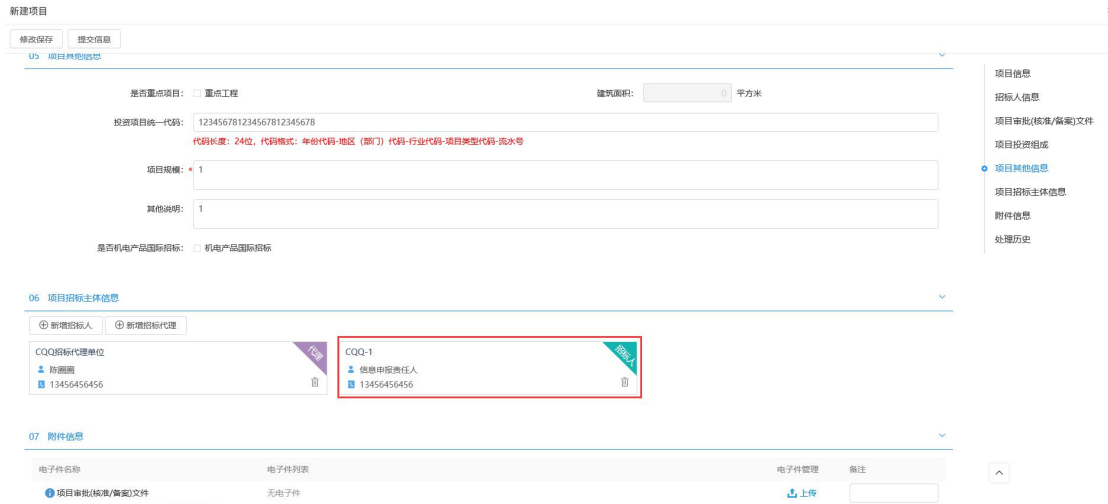 新建项目
修改保存 提交信息
05 项目其他信息
是否重点项目： 重点工程 建筑面积： 0 平方米
投资项目统一代码： 123456781234567812345678
代码长度：24位，代码格式：年份代码-地区（部门）代码-行业代码-项目类型代码-流水号
项目规模：* 1
其他说明： 1
是否机电产品国际招标： 机电产品国际招标
06 项目招标主体信息
新增招标人 新增招标代理
CQQ招标代理单位 代理
陈圈圈
13456456456
CQQ-1 招标人
信息申报责任人
13456456456
07 附件信息
电子件名称 电子件列表 电子件管理 备注
项目审批(核准/备案)文件 无电子件 上传
项目信息
招标人信息
项目审批(核准/备案)文件
项目投资组成
项目其他信息
项目招标主体信息
附件信息
处理历史